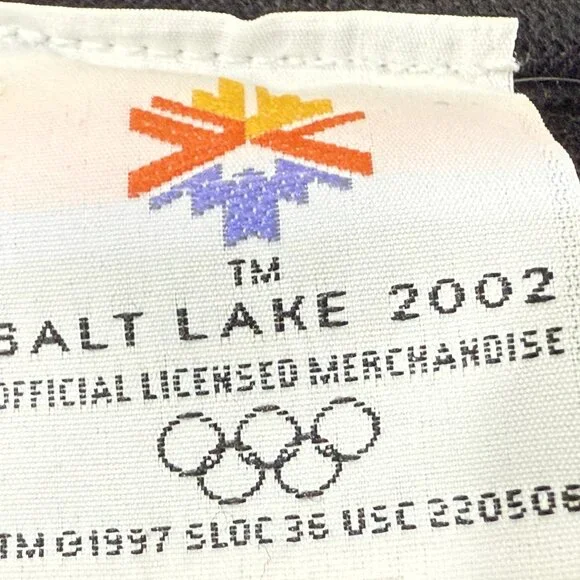 TM
SALT LAKE 2002
OFFICIAL LICENSED MERCHANDISE
TM ©1997 SLOC 36 USC 220506